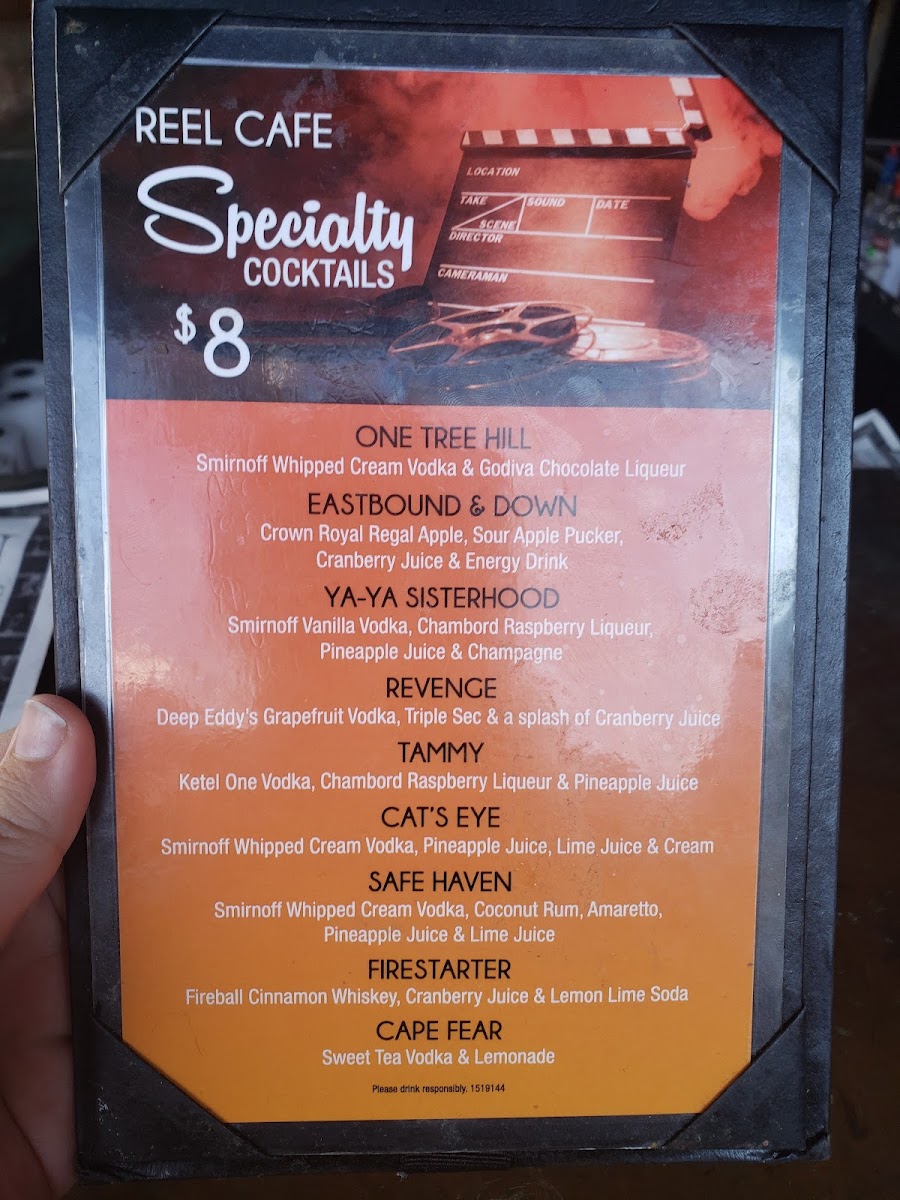 REEL CAFE
Specialty
COCKTAILS
$8
LOCATION
TAKE
SOUND
DATE
SCENE
DIRECTOR
CAMERAMAN
ONE TREE HILL
Smirnoff Whipped Cream Vodka & Godiva Chocolate Liqueur
EASTBOUND & DOWN
Crown Royal Regal Apple, Sour Apple Pucker,
Cranberry Juice & Energy Drink
YA-YA SISTERHOOD
Smirnoff Vanilla Vodka, Chambord Raspberry Liqueur,
Pineapple Juice & Champagne
REVENGE
Deep Eddy's Grapefruit Vodka, Triple Sec & a splash of Cranberry Juice
TAMMY
Ketel One Vodka, Chambord Raspberry Liqueur & Pineapple Juice
CAT'S EYE
Smirnoff Whipped Cream Vodka, Pineapple Juice, Lime Juice & Cream
SAFE HAVEN
Smirnoff Whipped Cream Vodka, Coconut Rum, Amaretto,
Pineapple Juice & Lime Juice
FIRESTARTER
Fireball Cinnamon Whiskey, Cranberry Juice & Lemon Lime Soda
CAPE FEAR
Sweet Tea Vodka & Lemonade
Please drink responsibly. 1519144